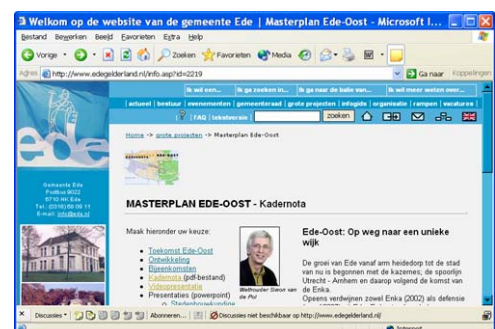 Welkom op de website van de gemeente Ede | Masterplan Ede-Oost - Microsoft I...
Bestand Bewerken Beeld Favorieten Extra Help
Vorige Zoeken Favorieten Media
Adres http://www.edegelderland.nl/info.asp?id=2219 Ga naar Koppelingen
Ik wil een... Ik ga zoeken in... Ik ga naar de balie van... Ik wil meer weten over...
| actueel | bestuur | evenementen | gemeenteraad | grote projecten | infogids | organisatie | rampen | vacatures |
| FAQ | tekstversie | zoeken
ede
Home -> grote projecten -> Masterplan Ede-Oost
Gemeente Ede
Postbus 9022
6710 HK Ede
Tel.: (0318) 68 09 11
E-mail: info@ede.nl
MASTERPLAN EDE-OOST - Kadernota
Maak hieronder uw keuze:
Toekomst Ede-Oost
Ontwikkeling
Bijeenkomsten
Kadernota (pdf-bestand)
Videopresentatie
Presentaties (powerpoint)
Stedenbouwkundige
Wethouder Simon van de Pol
Ede-Oost: Op weg naar een unieke wijk
De groei van Ede vanaf arm heidedorp tot de stad van nu is begonnen met de kazernes, de spoorlijn Utrecht - Arnhem en daarop volgend de komst van de Enka.
Opeens verdwijnen zowel Enka (2002) als defensie
Discussies Abonneren... Discussies niet beschikbaar op http://www.edegelderland.nl/
Internet